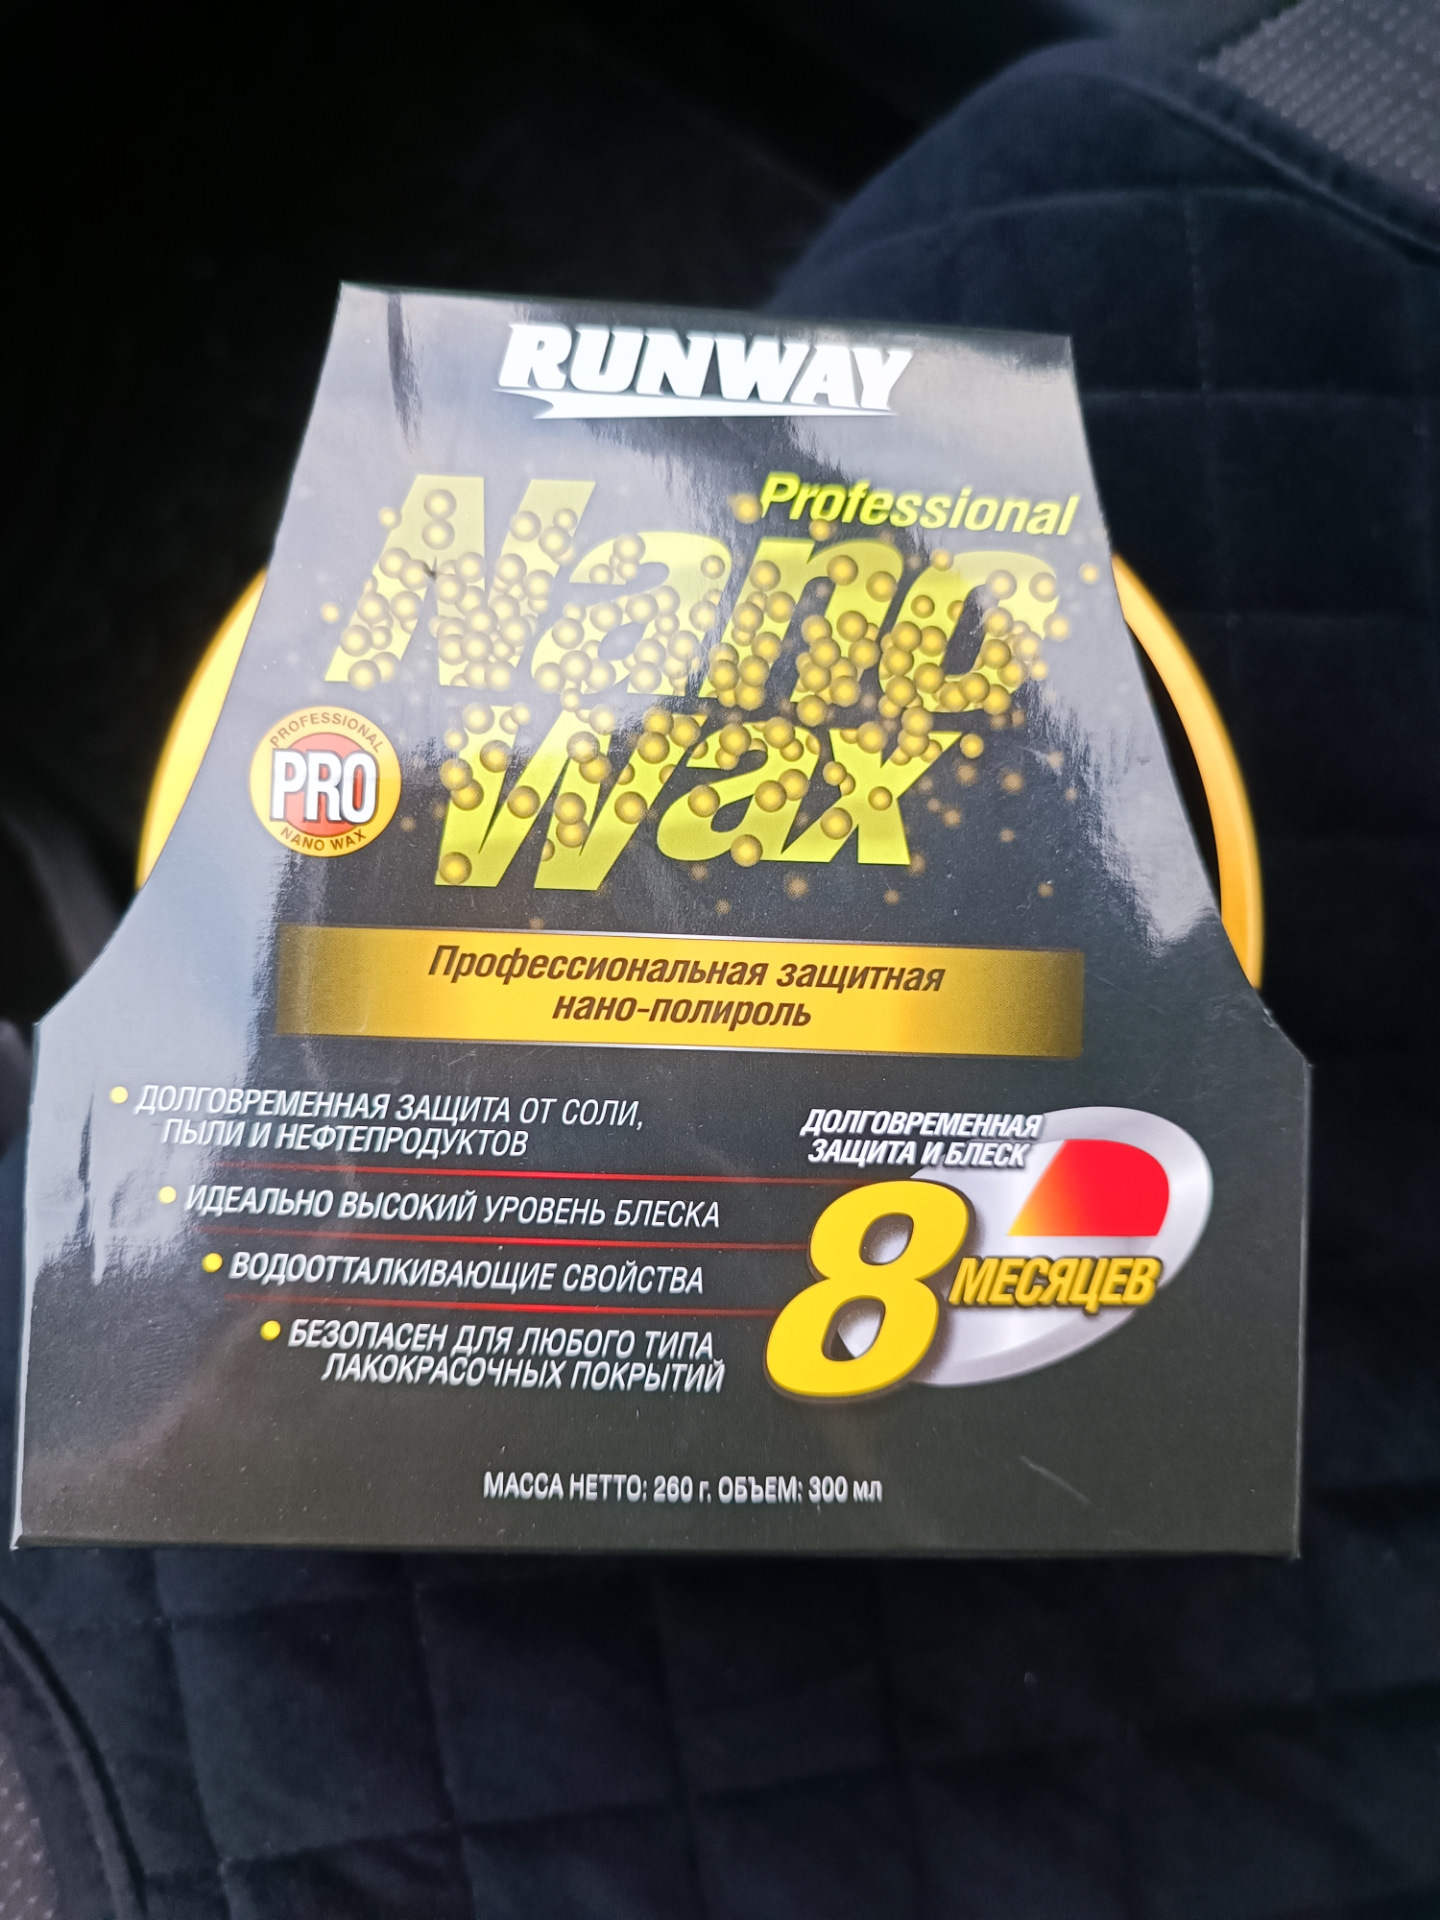 RUNWAY
Professional
Nano
Wax
PROFESSIONAL
PRO
NANO WAX
Профессиональная защитная
нано-полироль
• ДОЛГОВРЕМЕННАЯ ЗАЩИТА ОТ СОЛИ,
ПЫЛИ И НЕФТЕПРОДУКТОВ
• ИДЕАЛЬНО ВЫСОКИЙ УРОВЕНЬ БЛЕСКА
• ВОДООТТАЛКИВАЮЩИЕ СВОЙСТВА
• БЕЗОПАСЕН ДЛЯ ЛЮБОГО ТИПА
ЛАКОКРАСОЧНЫХ ПОКРЫТИЙ
ДОЛГОВРЕМЕННАЯ
ЗАЩИТА И БЛЕСК
8 МЕСЯЦЕВ
МАССА НЕТТО: 260 г. ОБЪЕМ: 300 мл